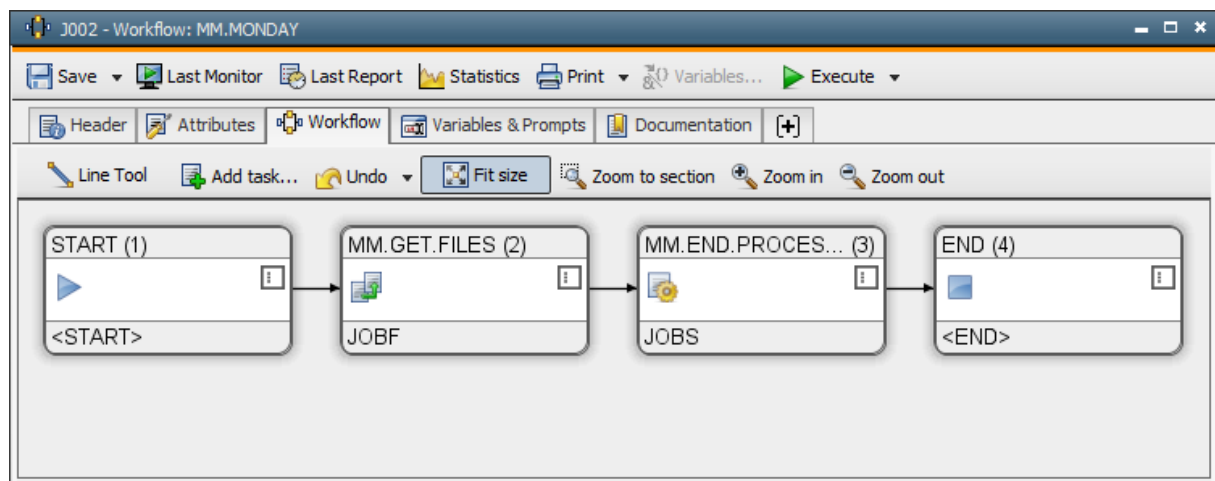 J002 - Workflow: MM.MONDAY
Save Last Monitor Last Report Statistics Print Variables... Execute
Header Attributes Workflow Variables & Prompts Documentation [+]
Line Tool Add task... Undo Fit size Zoom to section Zoom in Zoom out
START (1) MM.GET.FILES (2) MM.END.PROCES... (3) END (4)
<START> JOBF JOBS <END>